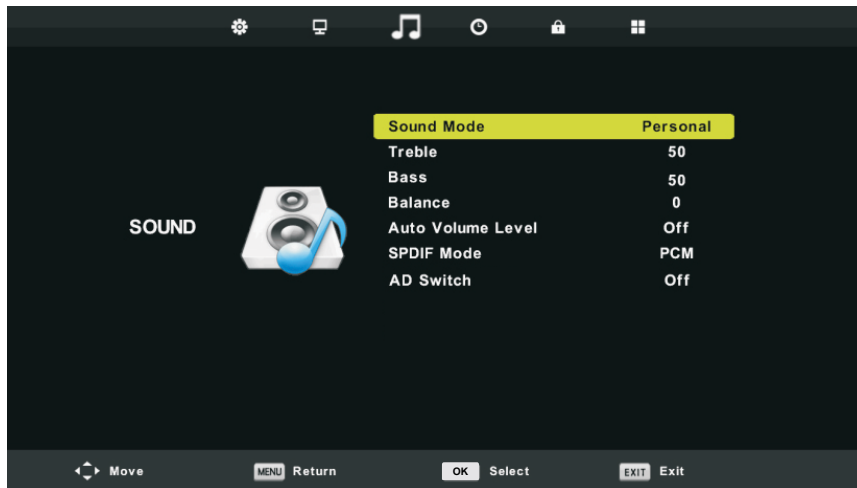 Sound Mode Personal
Treble 50
Bass 50
Balance 0
SOUND
Auto Volume Level Off
SPDIF Mode PCM
AD Switch Off
Move MENU Return OK Select EXIT Exit